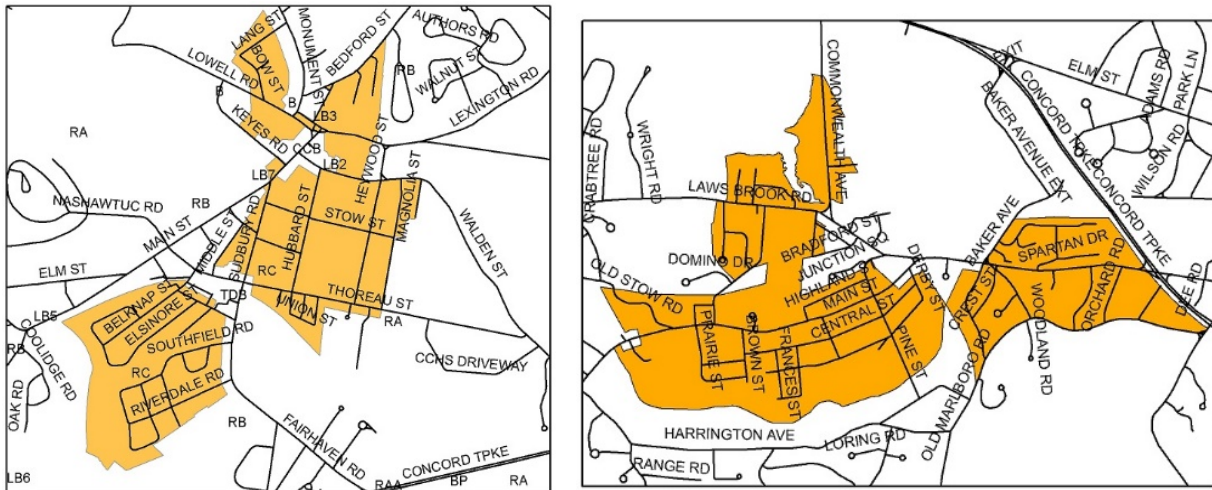 LANG ST
BOW ST
MONUMENT ST
BEDFORD ST
AUTHORS RD
RB
WALNUT ST
LEXINGTON RD
LOWELL RD
B
B
KEYES RD
LB3
CCB
LB2
RA
LB7
HEYWOOD ST
MAGNOLIA ST
NASHAWTUC RD
RB
MAIN ST
MIDDLE ST
SUDBURY RD
HUBBARD ST
STOW ST
WALDEN ST
ELM ST
RC
THOREAU ST
TDB
UNION ST
RA
BELKNAP ST
ELSINORE ST
LB5
SOUTHFIELD RD
RB
COOLIDGE RD
RC
CCHS DRIVEWAY
RIVERDALE RD
OAK RD
RB
FAIRHAVEN RD
CONCORD TPKE
LB6
RAA
BP
RA
COMMONWEALTH AVE
EXIT
CONCORD TPKE
CONCORD TPKE
ELM ST
ADAMS RD
PARK LN
BAKER AVENUE EXT
WILSON RD
CRABTREE RD
WRIGHT RD
LAWS BROOK RD
BRADFORD ST
JUNCTION SQ
BAKER AVE
DOMINO DR
SPARTAN DR
OLD STOW RD
HIGHLAND ST
DERBY ST
MAIN ST
CREST ST
ORCHARD RD
DEE RD
CENTRAL ST
WOODLAND RD
PRAIRIE ST
BROWN ST
FRANCES ST
PINE ST
OLD MARLBORO RD
HARRINGTON AVE
LORING RD
RANGE RD